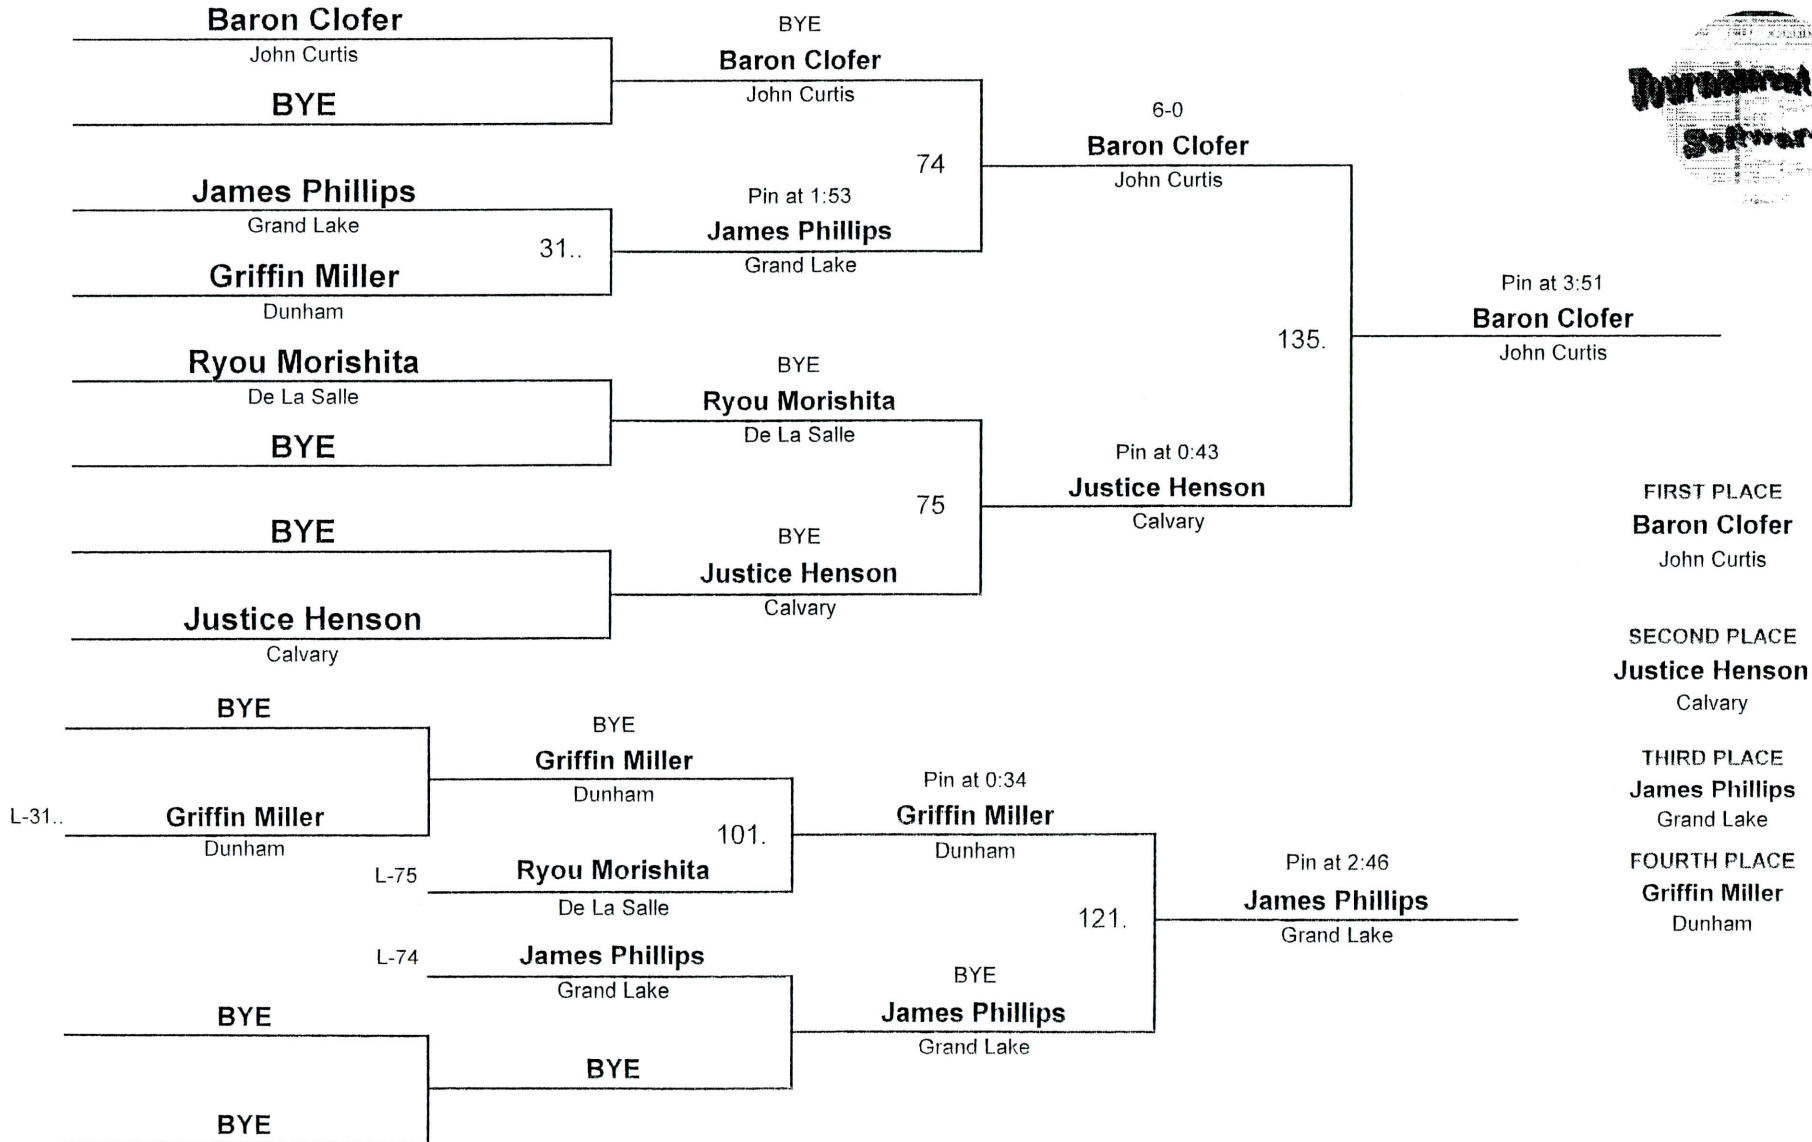 Baron Clofer
John Curtis
BYE
James Phillips
Grand Lake
31..
Griffin Miller
Dunham
Ryou Morishita
De La Salle
BYE
BYE
Justice Henson
Calvary
BYE
Baron Clofer
John Curtis
74
Pin at 1:53
James Phillips
Grand Lake
BYE
Ryou Morishita
De La Salle
75
BYE
Justice Henson
Calvary
6-0
Baron Clofer
John Curtis
135.
Pin at 0:43
Justice Henson
Calvary
Pin at 3:51
Baron Clofer
John Curtis
Tournament
Softwar
FIRST PLACE
Baron Clofer
John Curtis
SECOND PLACE
Justice Henson
Calvary
THIRD PLACE
James Phillips
Grand Lake
FOURTH PLACE
Griffin Miller
Dunham
BYE
L-31..
Griffin Miller
Dunham
BYE
Griffin Miller
Dunham
101.
L-75
Ryou Morishita
De La Salle
L-74
James Phillips
Grand Lake
BYE
BYE
BYE
Pin at 0:34
Griffin Miller
Dunham
121.
BYE
James Phillips
Grand Lake
Pin at 2:46
James Phillips
Grand Lake